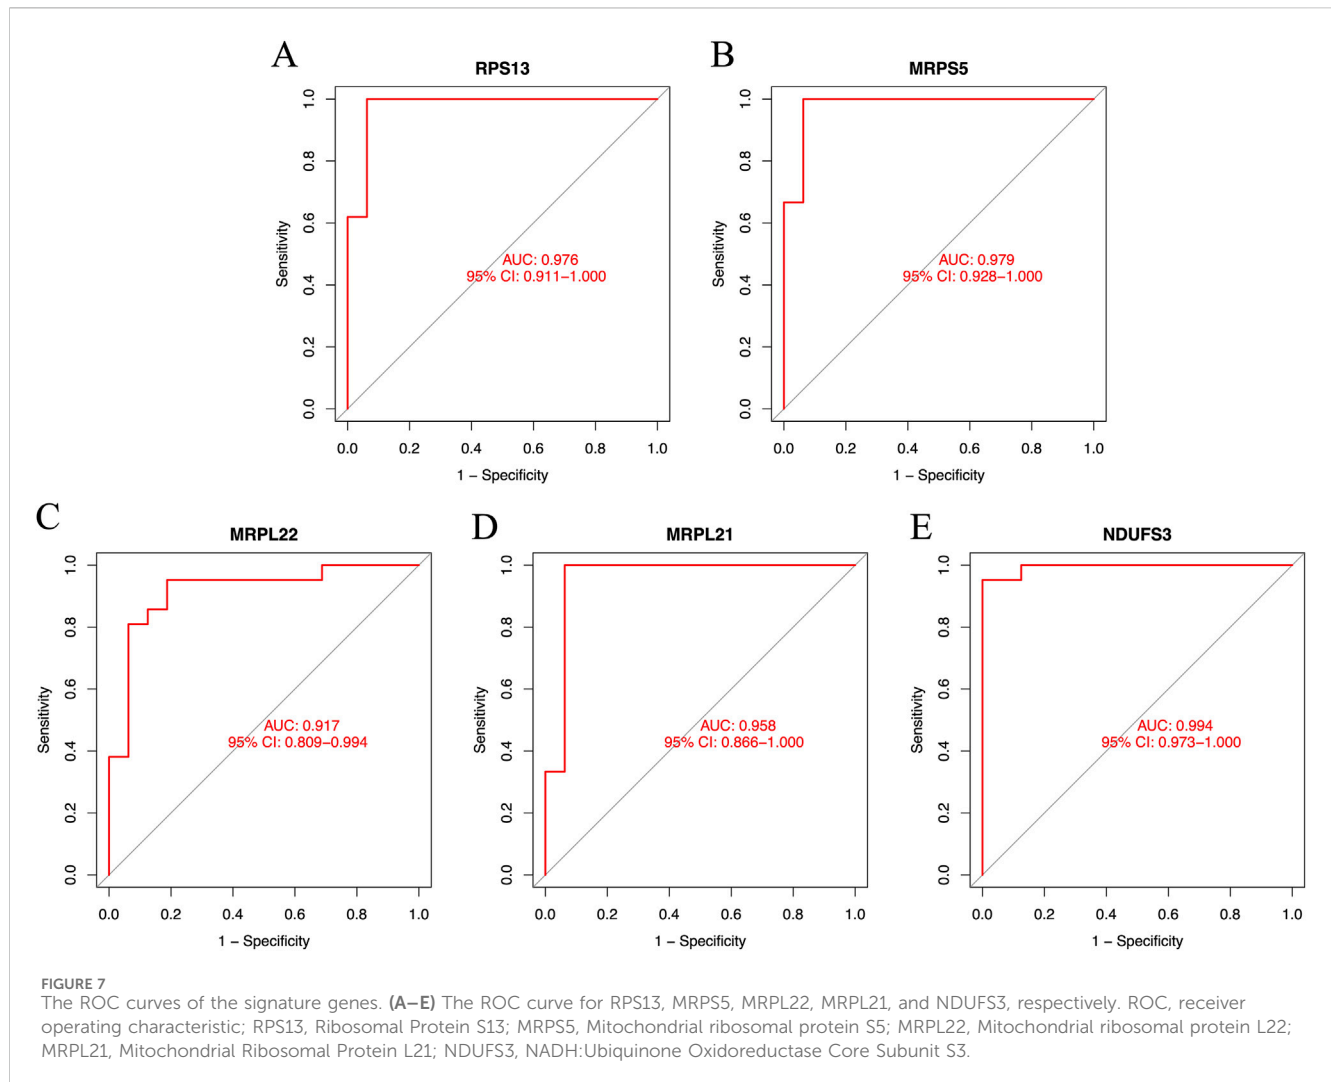 A
RPS13
1.0
0.8
0.6
0.4
0.2
0.0
Sensitivity
AUC: 0.976
95% CI: 0.911–1.000
0.0 0.2 0.4 0.6 0.8 1.0
1 − Specificity
B
MRPS5
1.0
0.8
0.6
0.4
0.2
0.0
Sensitivity
AUC: 0.979
95% CI: 0.928–1.000
0.0 0.2 0.4 0.6 0.8 1.0
1 − Specificity
C
MRPL22
1.0
0.8
0.6
0.4
0.2
0.0
Sensitivity
AUC: 0.917
95% CI: 0.809–0.994
0.0 0.2 0.4 0.6 0.8 1.0
1 − Specificity
D
MRPL21
1.0
0.8
0.6
0.4
0.2
0.0
Sensitivity
AUC: 0.958
95% CI: 0.866–1.000
0.0 0.2 0.4 0.6 0.8 1.0
1 − Specificity
E
NDUFS3
1.0
0.8
0.6
0.4
0.2
0.0
Sensitivity
AUC: 0.994
95% CI: 0.973–1.000
0.0 0.2 0.4 0.6 0.8 1.0
1 − Specificity
FIGURE 7
The ROC curves of the signature genes. (A–E) The ROC curve for RPS13, MRPS5, MRPL22, MRPL21, and NDUFS3, respectively. ROC, receiver
operating characteristic; RPS13, Ribosomal Protein S13; MRPS5, Mitochondrial ribosomal protein S5; MRPL22, Mitochondrial ribosomal protein L22;
MRPL21, Mitochondrial Ribosomal Protein L21; NDUFS3, NADH:Ubiquinone Oxidoreductase Core Subunit S3.